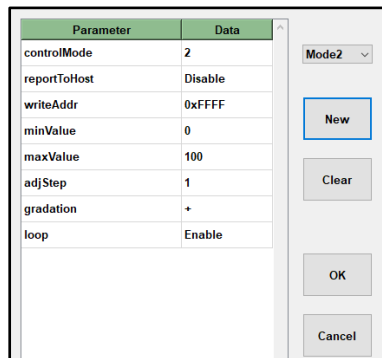 Parameter Data
controlMode 2
reportToHost Disable
writeAddr 0xFFFF
minValue 0
maxValue 100
adjStep 1
gradation +
loop Enable
Mode2
New
Clear
OK
Cancel